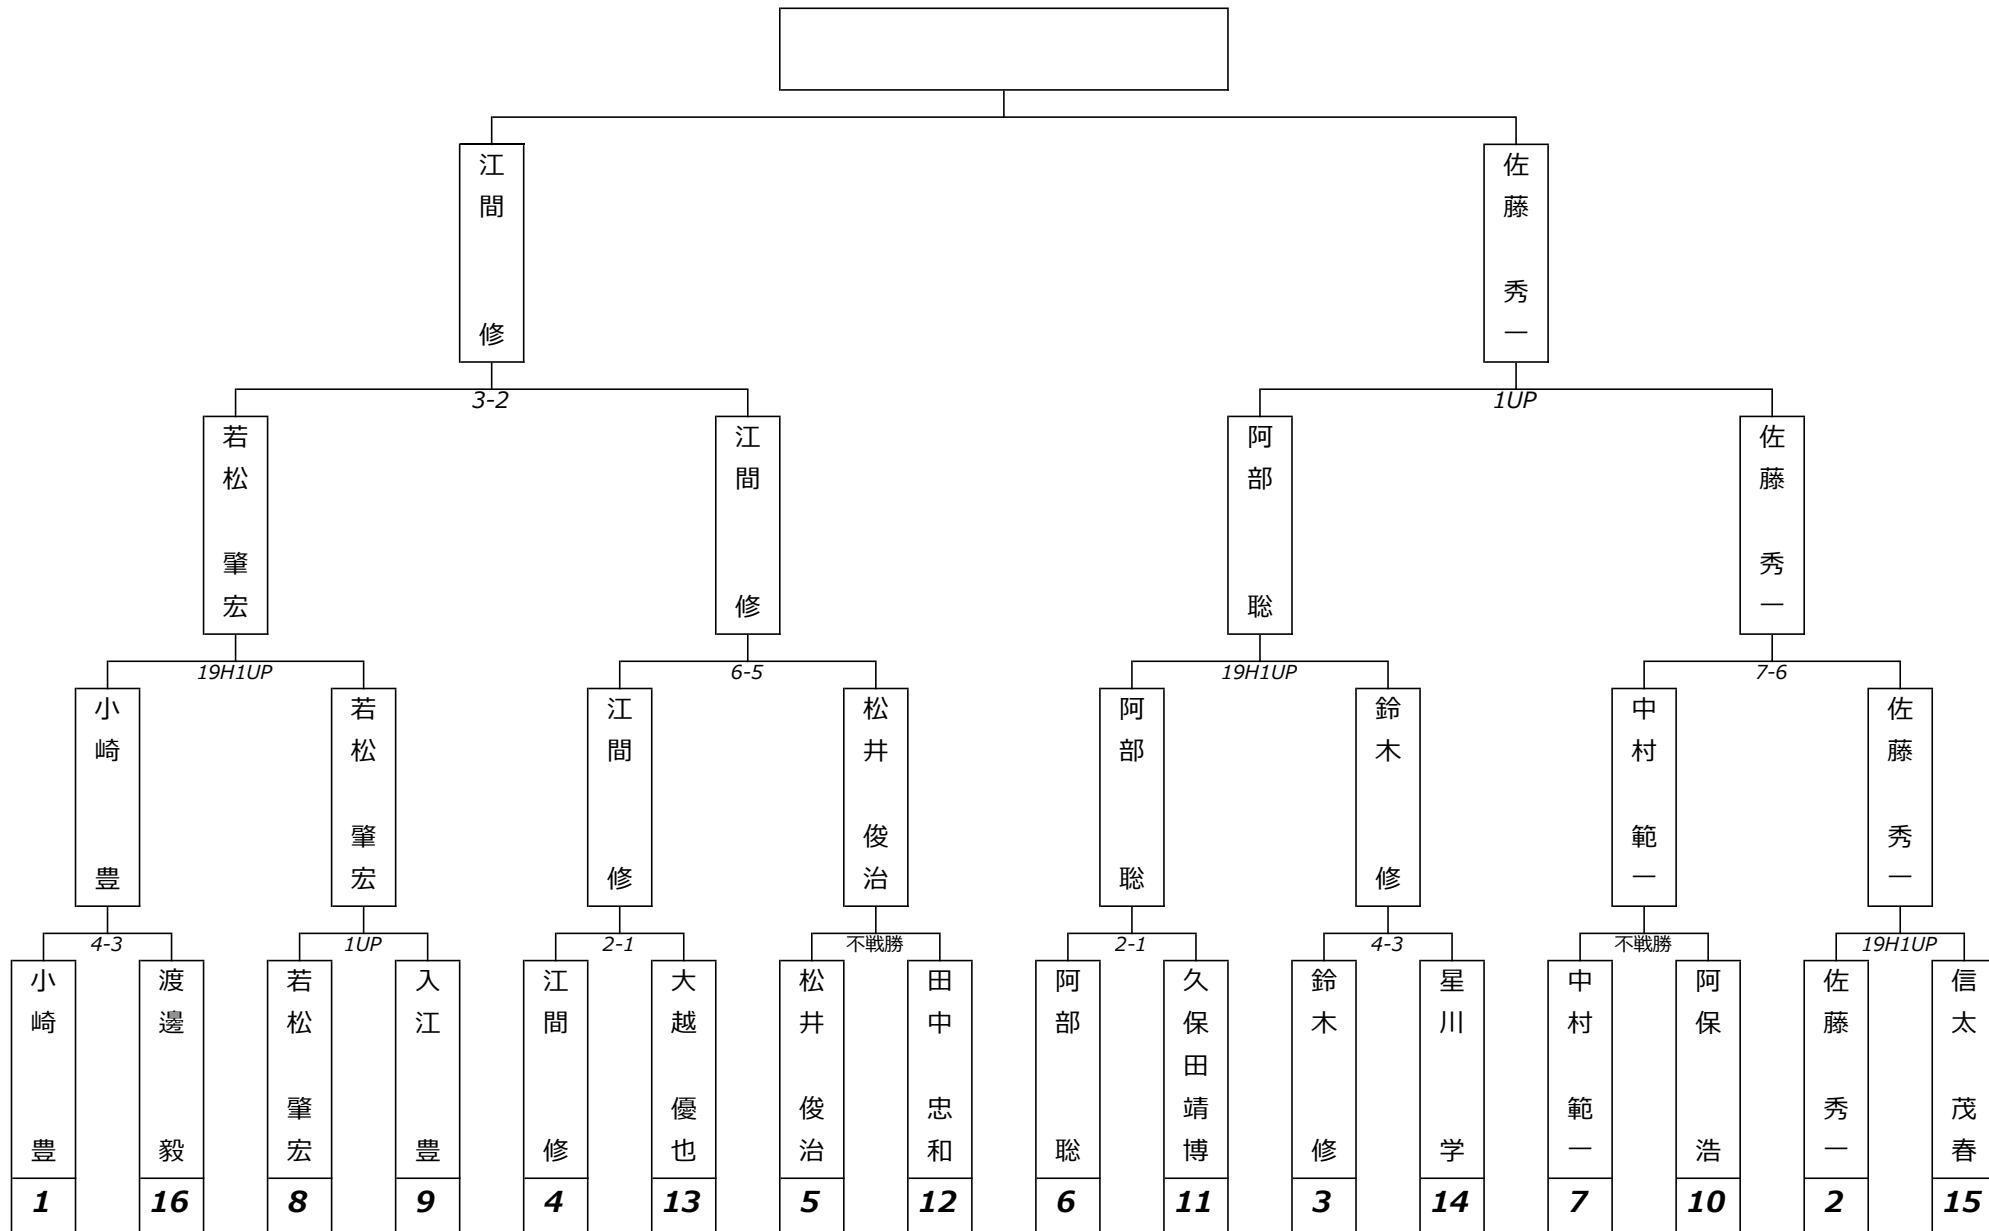 江間 修
佐藤 秀一
3-2
1UP
若松 肇宏
江間 修
阿部 聡
佐藤 秀一
19H1UP
6-5
19H1UP
7-6
小崎 豊
若松 肇宏
江間 修
松井 俊治
阿部 聡
鈴木 修
中村 範一
佐藤 秀一
4-3
1UP
2-1
不戦勝
2-1
4-3
不戦勝
19H1UP
小崎 豊
渡邊 毅
若松 肇宏
入江 豊
江間 修
大越 優也
松井 俊治
田中 忠和
阿部 聡
久保田靖博
鈴木 修
星川 学
中村 範一
阿保 浩
佐藤 秀一
信太 茂春
1
16
8
9
4
13
5
12
6
11
3
14
7
10
2
15